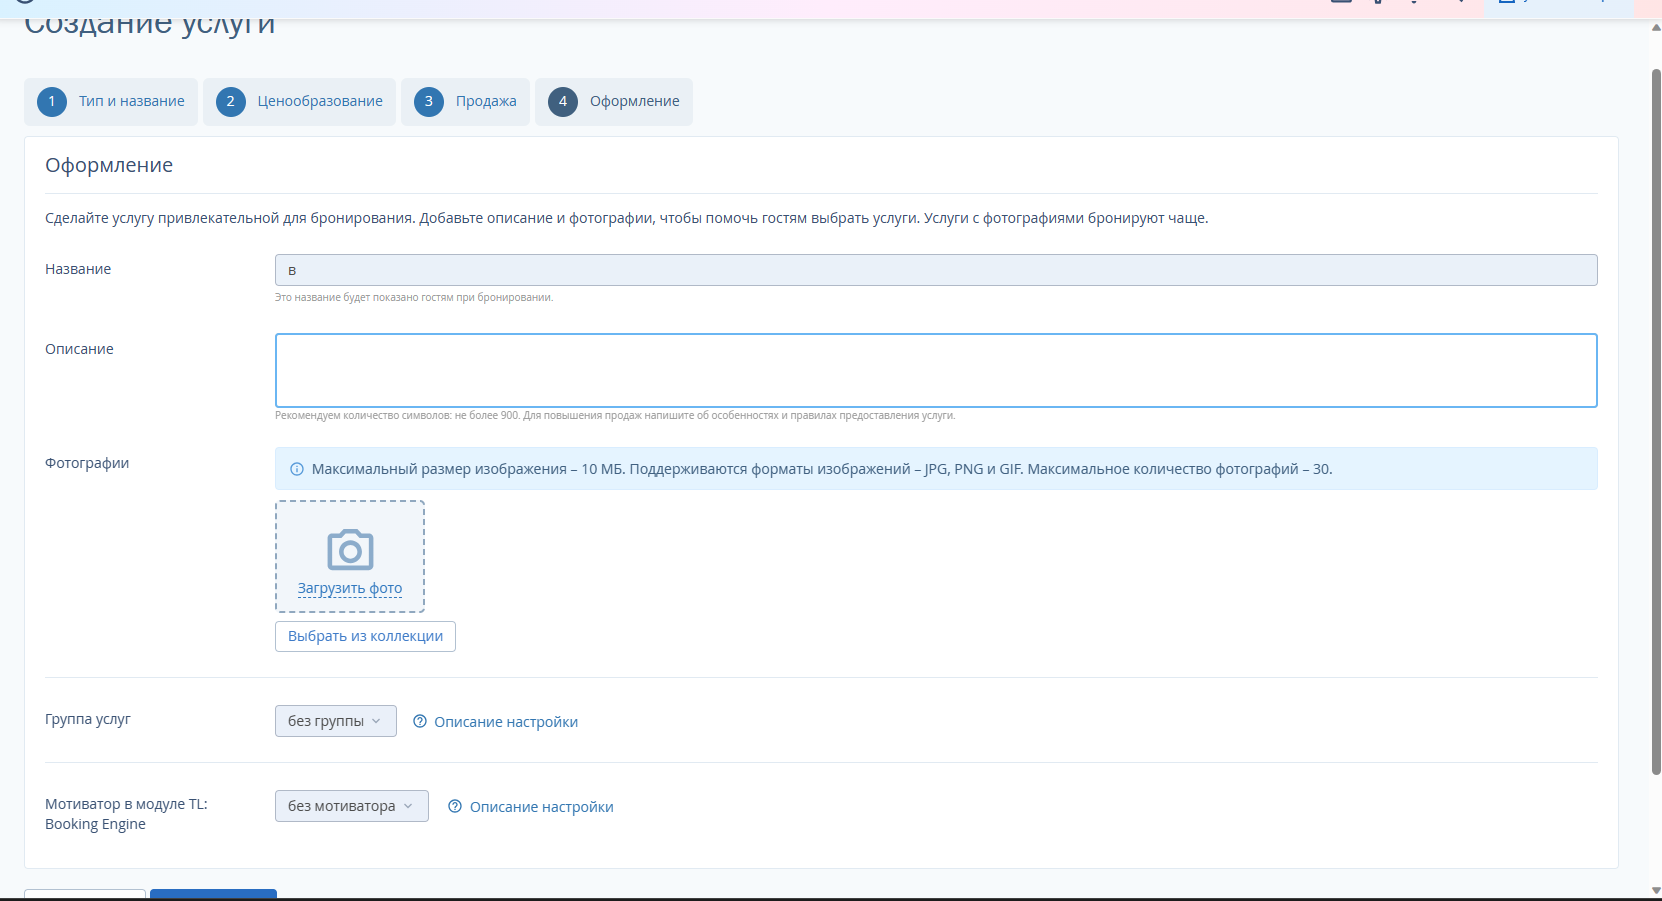 Создание услуги
1 Тип и название
2 Ценообразование
3 Продажа
4 Оформление
Оформление
Сделайте услугу привлекательной для бронирования. Добавьте описание и фотографии, чтобы помочь гостям выбрать услуги. Услуги с фотографиями бронируют чаще.
Название
в
Это название будет показано гостям при бронировании.
Описание
Рекомендуем количество символов: не более 900. Для повышения продаж напишите об особенностях и правилах предоставления услуги.
Фотографии
Максимальный размер изображения – 10 МБ. Поддерживаются форматы изображений – JPG, PNG и GIF. Максимальное количество фотографий – 30.
Загрузить фото
Выбрать из коллекции
Группа услуг
без группы
Описание настройки
Мотиватор в модуле TL:
Booking Engine
без мотиватора
Описание настройки